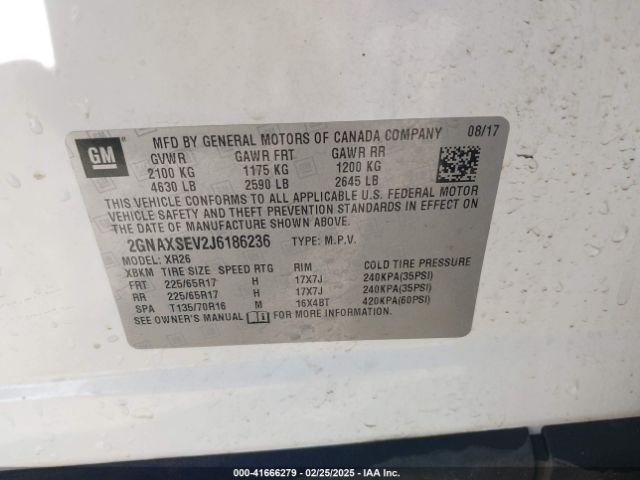 GM
MFD BY GENERAL MOTORS OF CANADA COMPANY 08/17
GVWR GAWR FRT GAWR RR
2100 KG 1175 KG 1200 KG
4630 LB 2590 LB 2645 LB
THIS VEHICLE CONFORMS TO ALL APPLICABLE U.S. FEDERAL MOTOR
VEHICLE SAFETY AND THEFT PREVENTION STANDARDS IN EFFECT ON
THE DATE OF MANUFACTURE SHOWN ABOVE.
2GNAXSEV2J6186236 TYPE: M.P.V.
MODEL: XR26
XBKM TIRE SIZE SPEED RTG RIM COLD TIRE PRESSURE
FRT 225/65R17 H 17X7J 240KPA(35PSI)
RR 225/65R17 H 17X7J 240KPA(35PSI)
SPA T135/70R16 M 16X4BT 420KPA(60PSI)
SEE OWNER'S MANUAL FOR MORE INFORMATION.
000-41666279 - 02/25/2025 - IAA Inc.